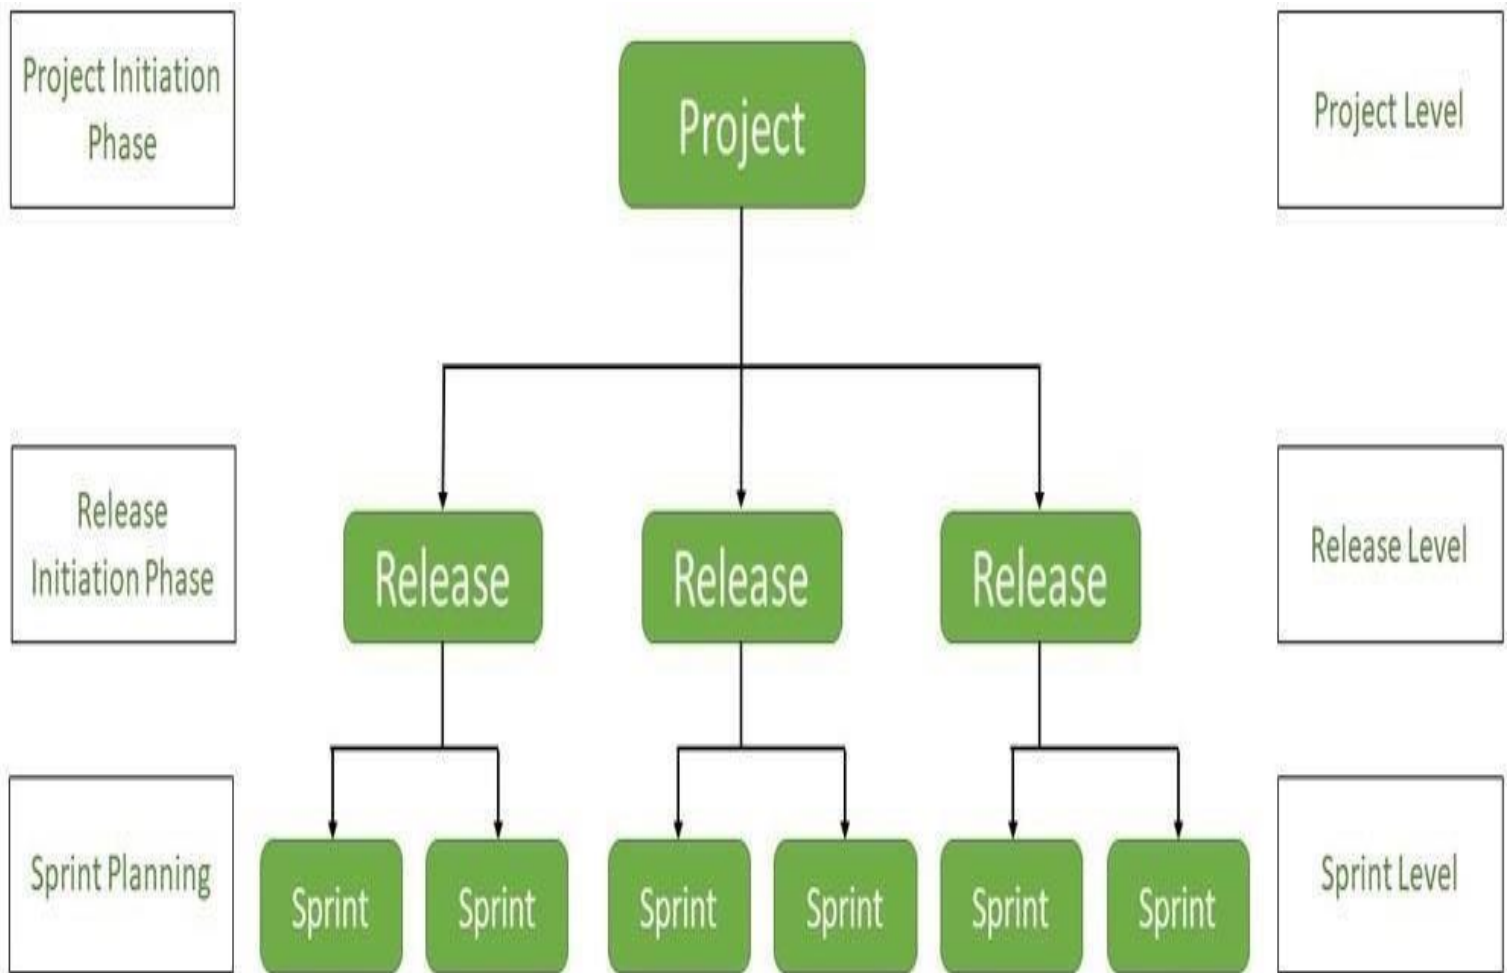 Project Initiation
Phase
Project
Project Level
Release
Initiation Phase
Release
Release
Release
Release Level
Sprint Planning
Sprint
Sprint
Sprint
Sprint
Sprint
Sprint
Sprint Level